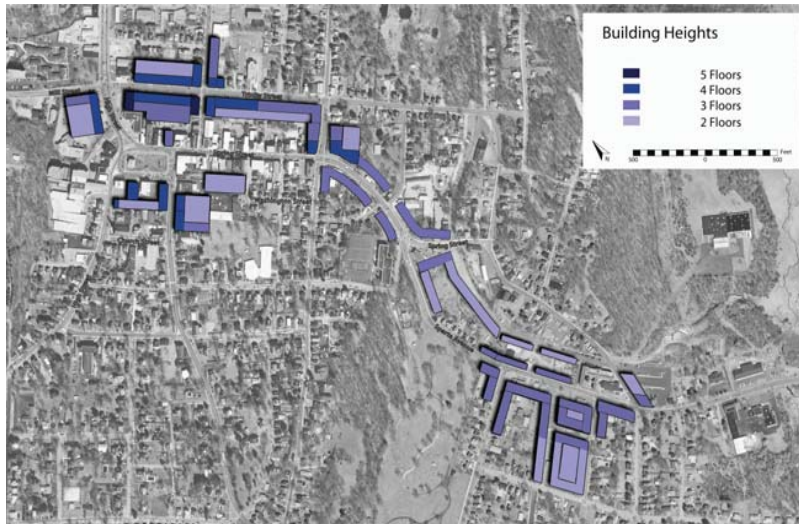 Building Heights
5 Floors
4 Floors
3 Floors
2 Floors
N
500
0
500
Feet
Spring Street